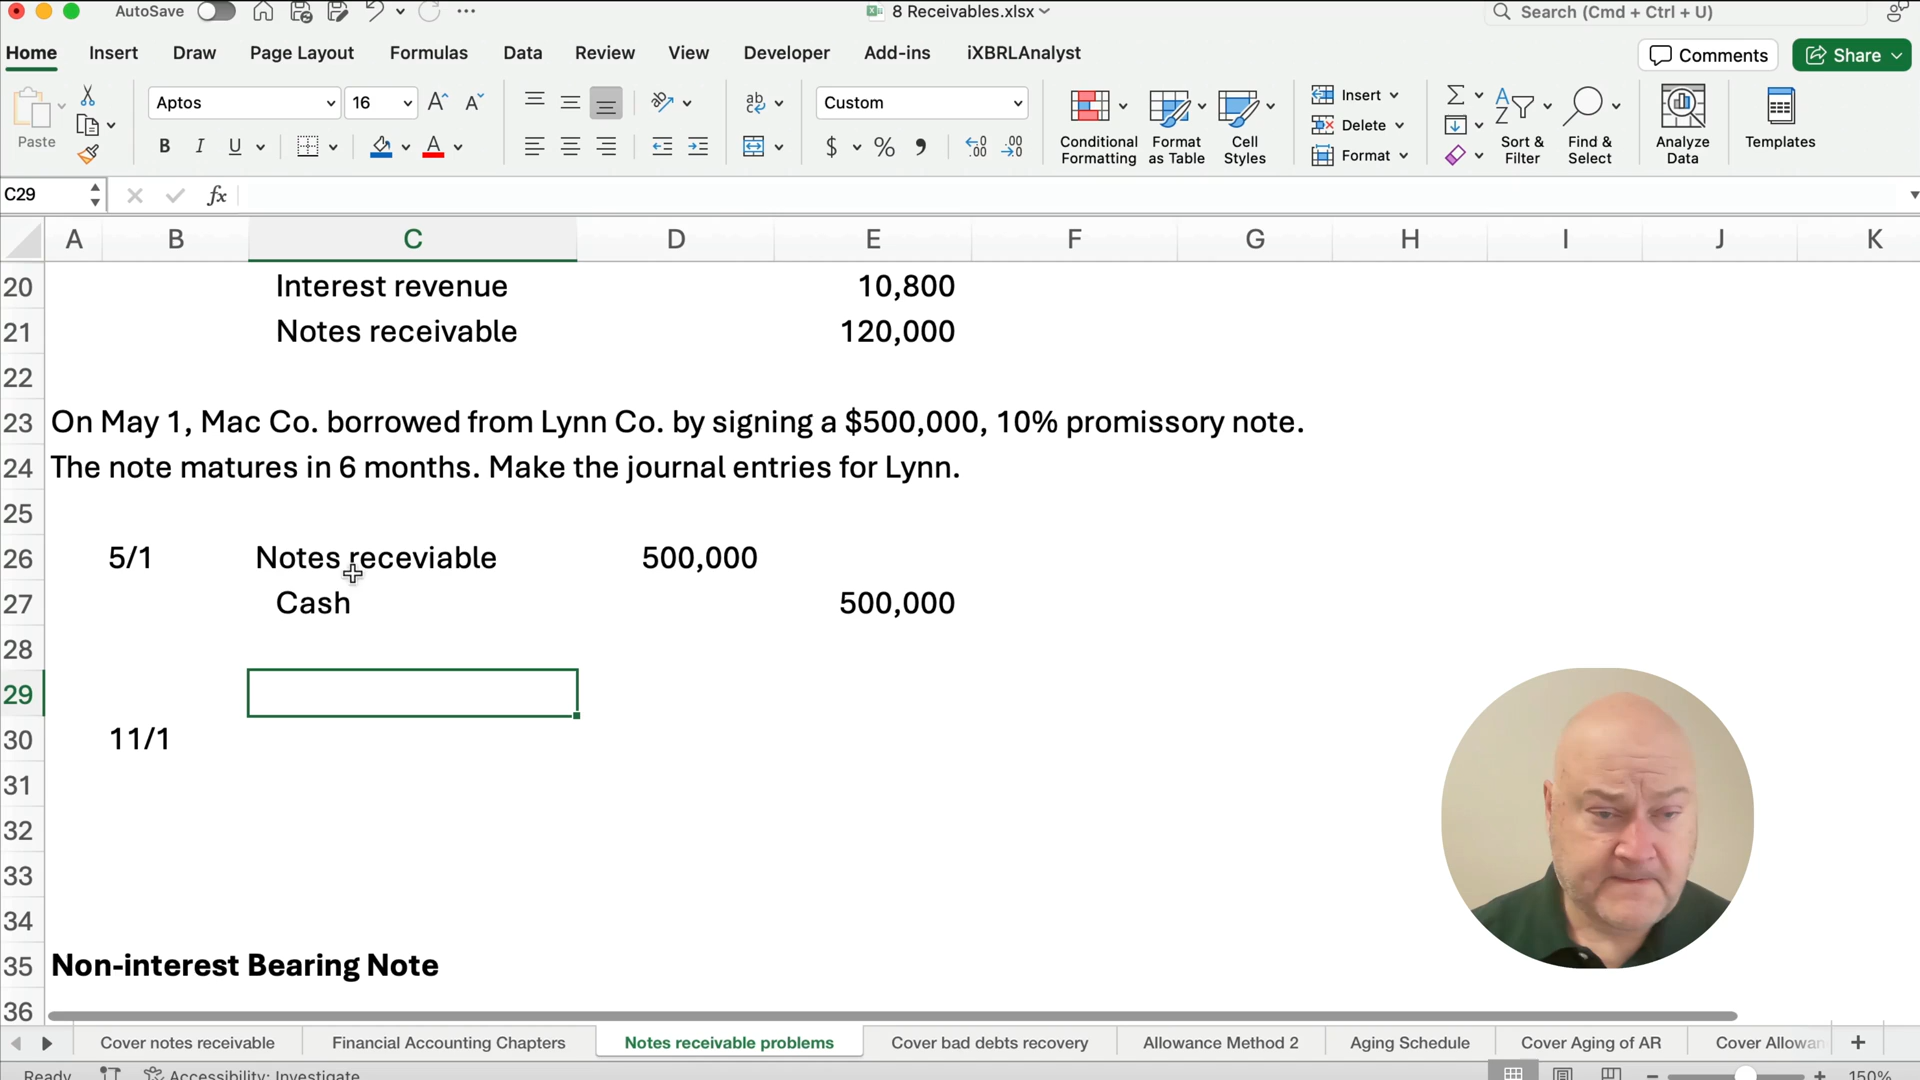 AutoSave
8 Receivables.xlsx
Search (Cmd + Ctrl + U)
Home Insert Draw Page Layout Formulas Data Review View Developer Add-ins iXBRLAnalyst
Comments Share
Paste
Aptos 16
B I U
Custom
$ %
Conditional Formatting
Format as Table
Cell Styles
Insert
Delete
Format
Sort & Filter
Find & Select
Analyze Data
Templates
C29 fx
A B C D E F G H I J K
20 Interest revenue 10,800
21 Notes receivable 120,000
22
23 On May 1, Mac Co. borrowed from Lynn Co. by signing a $500,000, 10% promissory note.
24 The note matures in 6 months. Make the journal entries for Lynn.
25
26 5/1 Notes receviable 500,000
27 Cash 500,000
28
29
30 11/1
31
32
33
34
35 Non-interest Bearing Note
36
Cover notes receivable Financial Accounting Chapters Notes receivable problems Cover bad debts recovery Allowance Method 2 Aging Schedule Cover Aging of AR Cover Allowan
Ready Accessibility: Investigate 150%